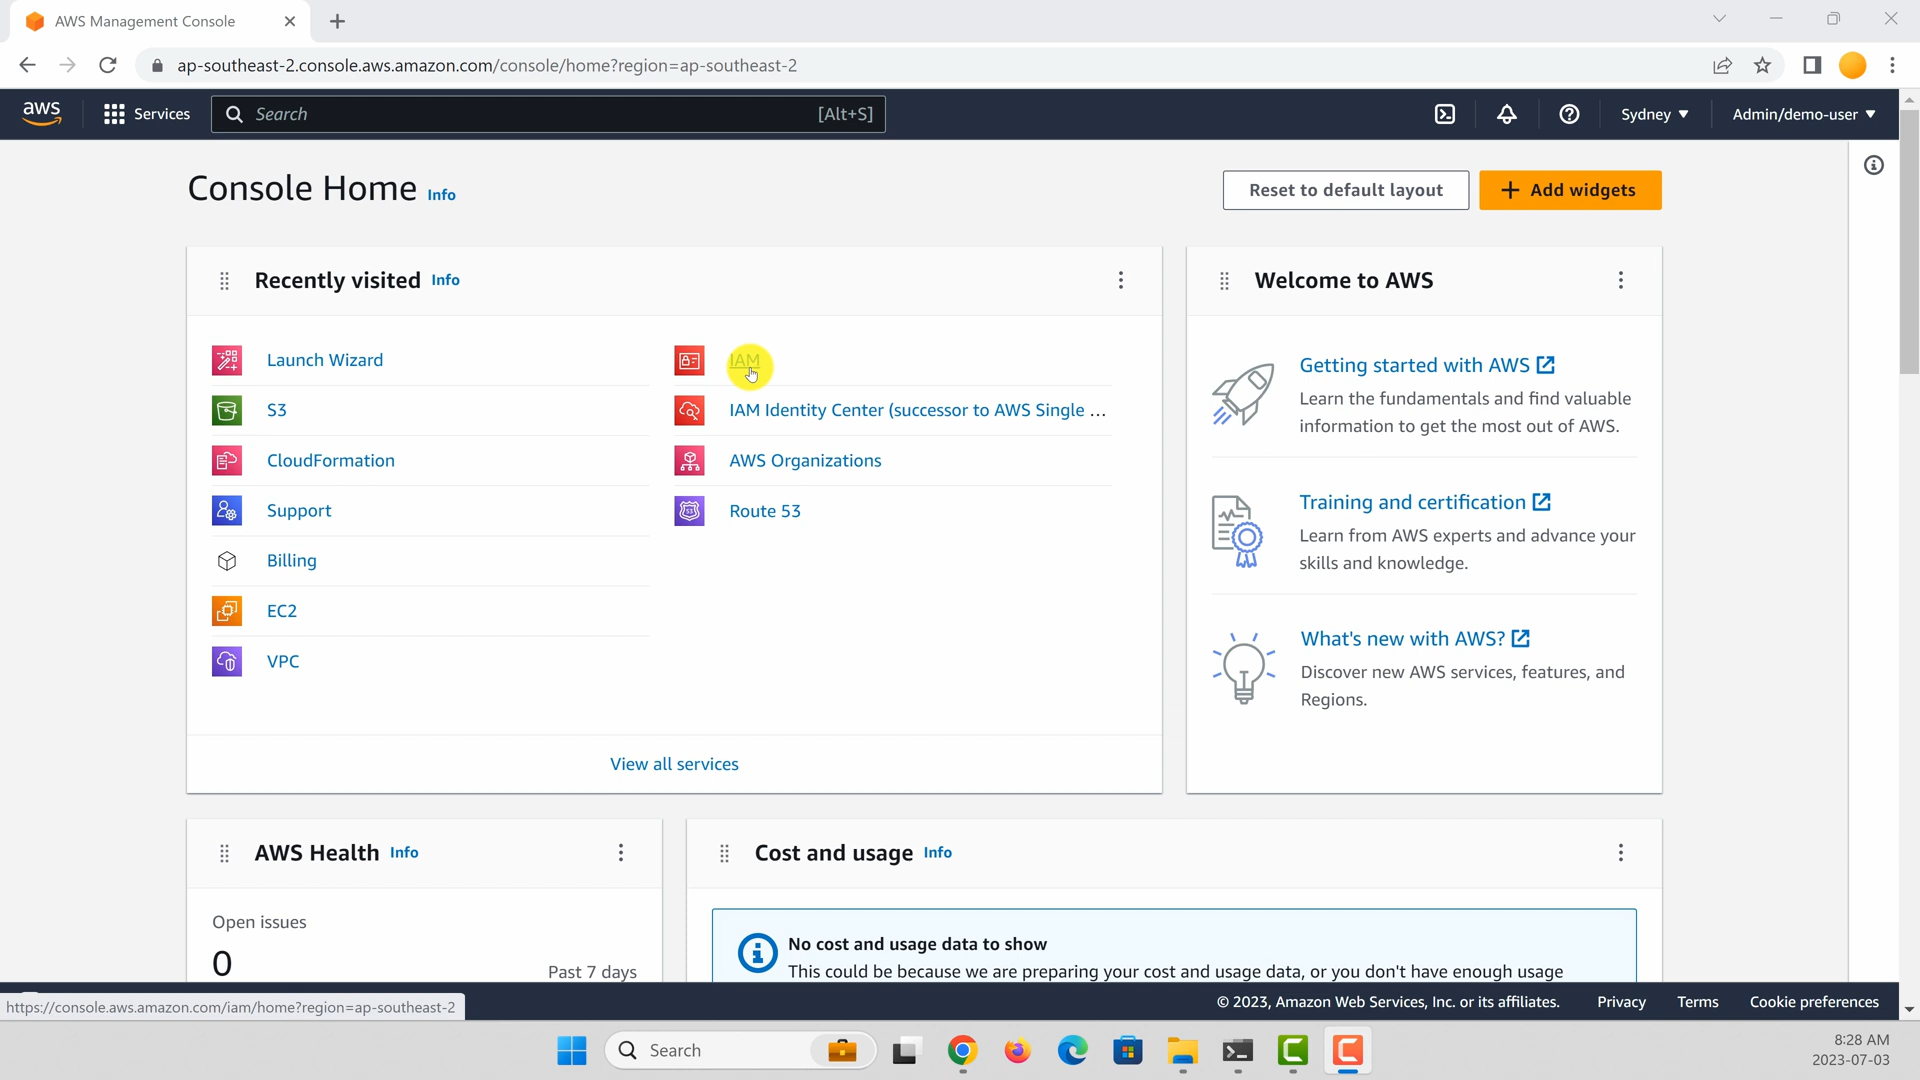 AWS Management Console
ap-southeast-2.console.aws.amazon.com/console/home?region=ap-southeast-2
aws
Services
Search
[Alt+S]
Sydney
Admin/demo-user
Console Home Info
Reset to default layout
Add widgets
Recently visited Info
Launch Wizard
S3
CloudFormation
Support
Billing
EC2
VPC
IAM
IAM Identity Center (successor to AWS Single ...
AWS Organizations
Route 53
View all services
Welcome to AWS
Getting started with AWS
Learn the fundamentals and find valuable
information to get the most out of AWS.
Training and certification
Learn from AWS experts and advance your
skills and knowledge.
What's new with AWS?
Discover new AWS services, features, and
Regions.
AWS Health Info
Open issues
0
Past 7 days
Cost and usage Info
No cost and usage data to show
This could be because we are preparing your cost and usage data, or you don't have enough usage
https://console.aws.amazon.com/iam/home?region=ap-southeast-2
© 2023, Amazon Web Services, Inc. or its affiliates.
Privacy
Terms
Cookie preferences
Search
8:28 AM
2023-07-03